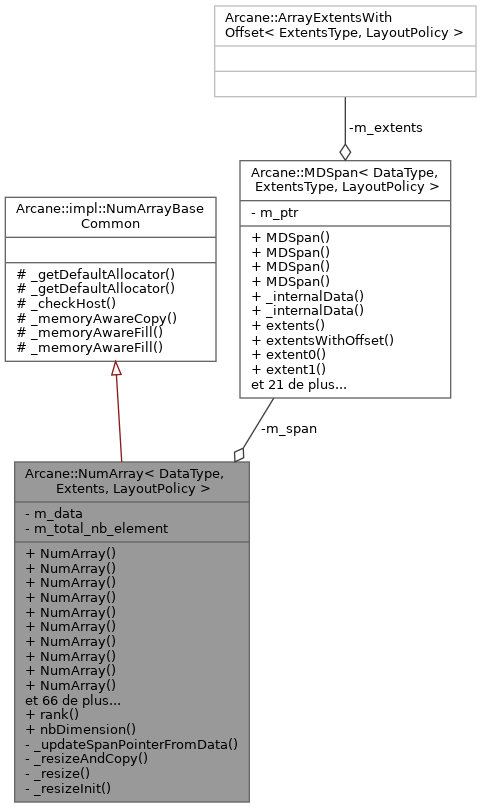 Arcane::ArrayExtentsWith
Offset< ExtentsType, LayoutPolicy >
-m_extents
Arcane::MDSpan< DataType,
ExtentsType, LayoutPolicy >
- m_ptr
+ MDSpan()
+ MDSpan()
+ MDSpan()
+ MDSpan()
+ _internalData()
+ _internalData()
+ extents()
+ extentsWithOffset()
+ extent0()
+ extent1()
et 21 de plus...
Arcane::impl::NumArrayBase
Common
# _getDefaultAllocator()
# _getDefaultAllocator()
# _checkHost()
# _memoryAwareCopy()
# _memoryAwareFill()
# _memoryAwareFill()
-m_span
Arcane::NumArray< DataType,
Extents, LayoutPolicy >
- m_data
- m_total_nb_element
+ NumArray()
+ NumArray()
+ NumArray()
+ NumArray()
+ NumArray()
+ NumArray()
+ NumArray()
+ NumArray()
+ NumArray()
+ NumArray()
et 66 de plus...
+ rank()
+ nbDimension()
- _updateSpanPointerFromData()
- _resizeAndCopy()
- _resize()
- _resizeInit()